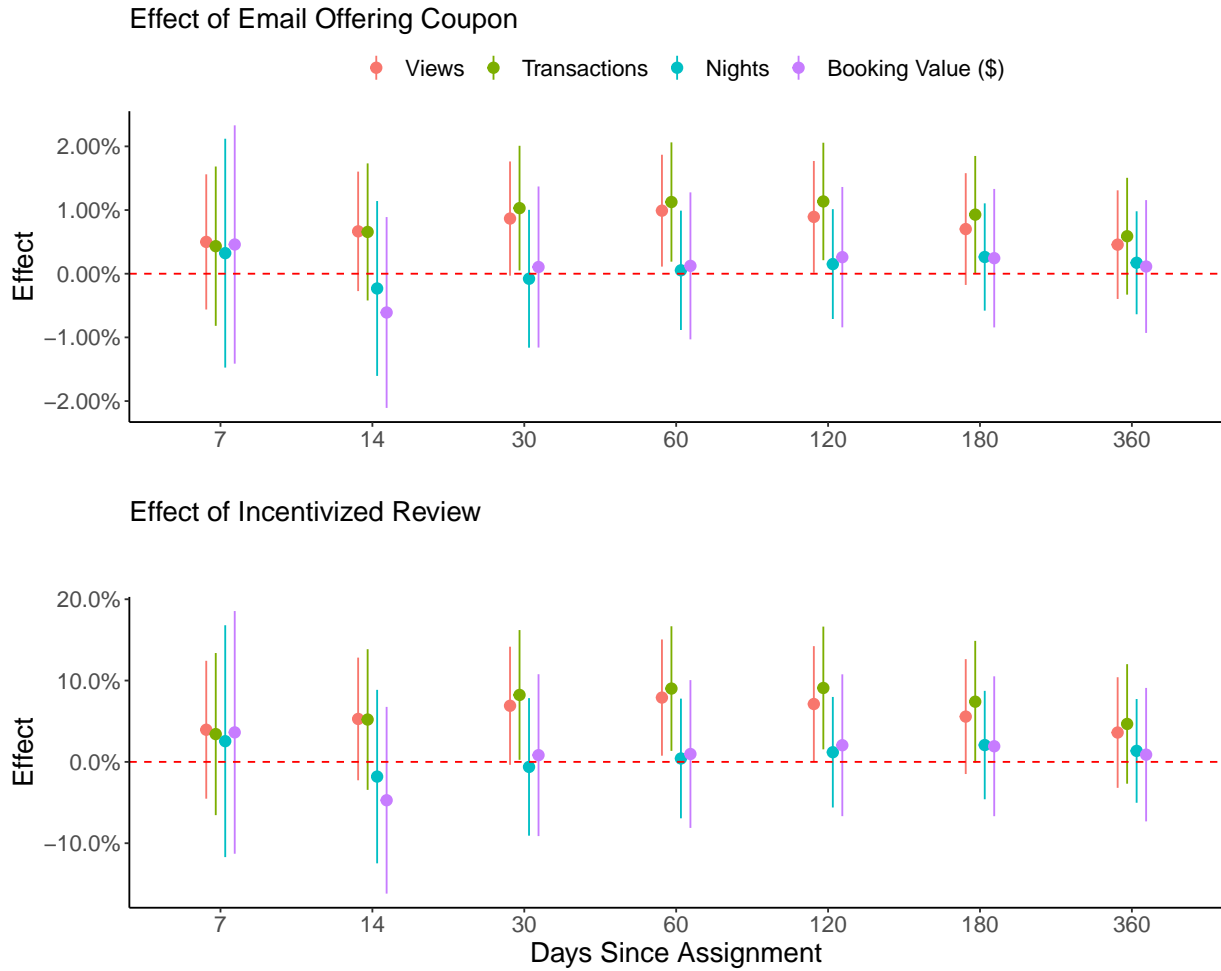 Effect of Email Offering Coupon
Views Transactions Nights Booking Value ($)
Effect
2.00%
1.00%
0.00%
−1.00%
−2.00%
7 14 30 60 120 180 360
Effect of Incentivized Review
Effect
20.0%
10.0%
0.0%
−10.0%
7 14 30 60 120 180 360
Days Since Assignment